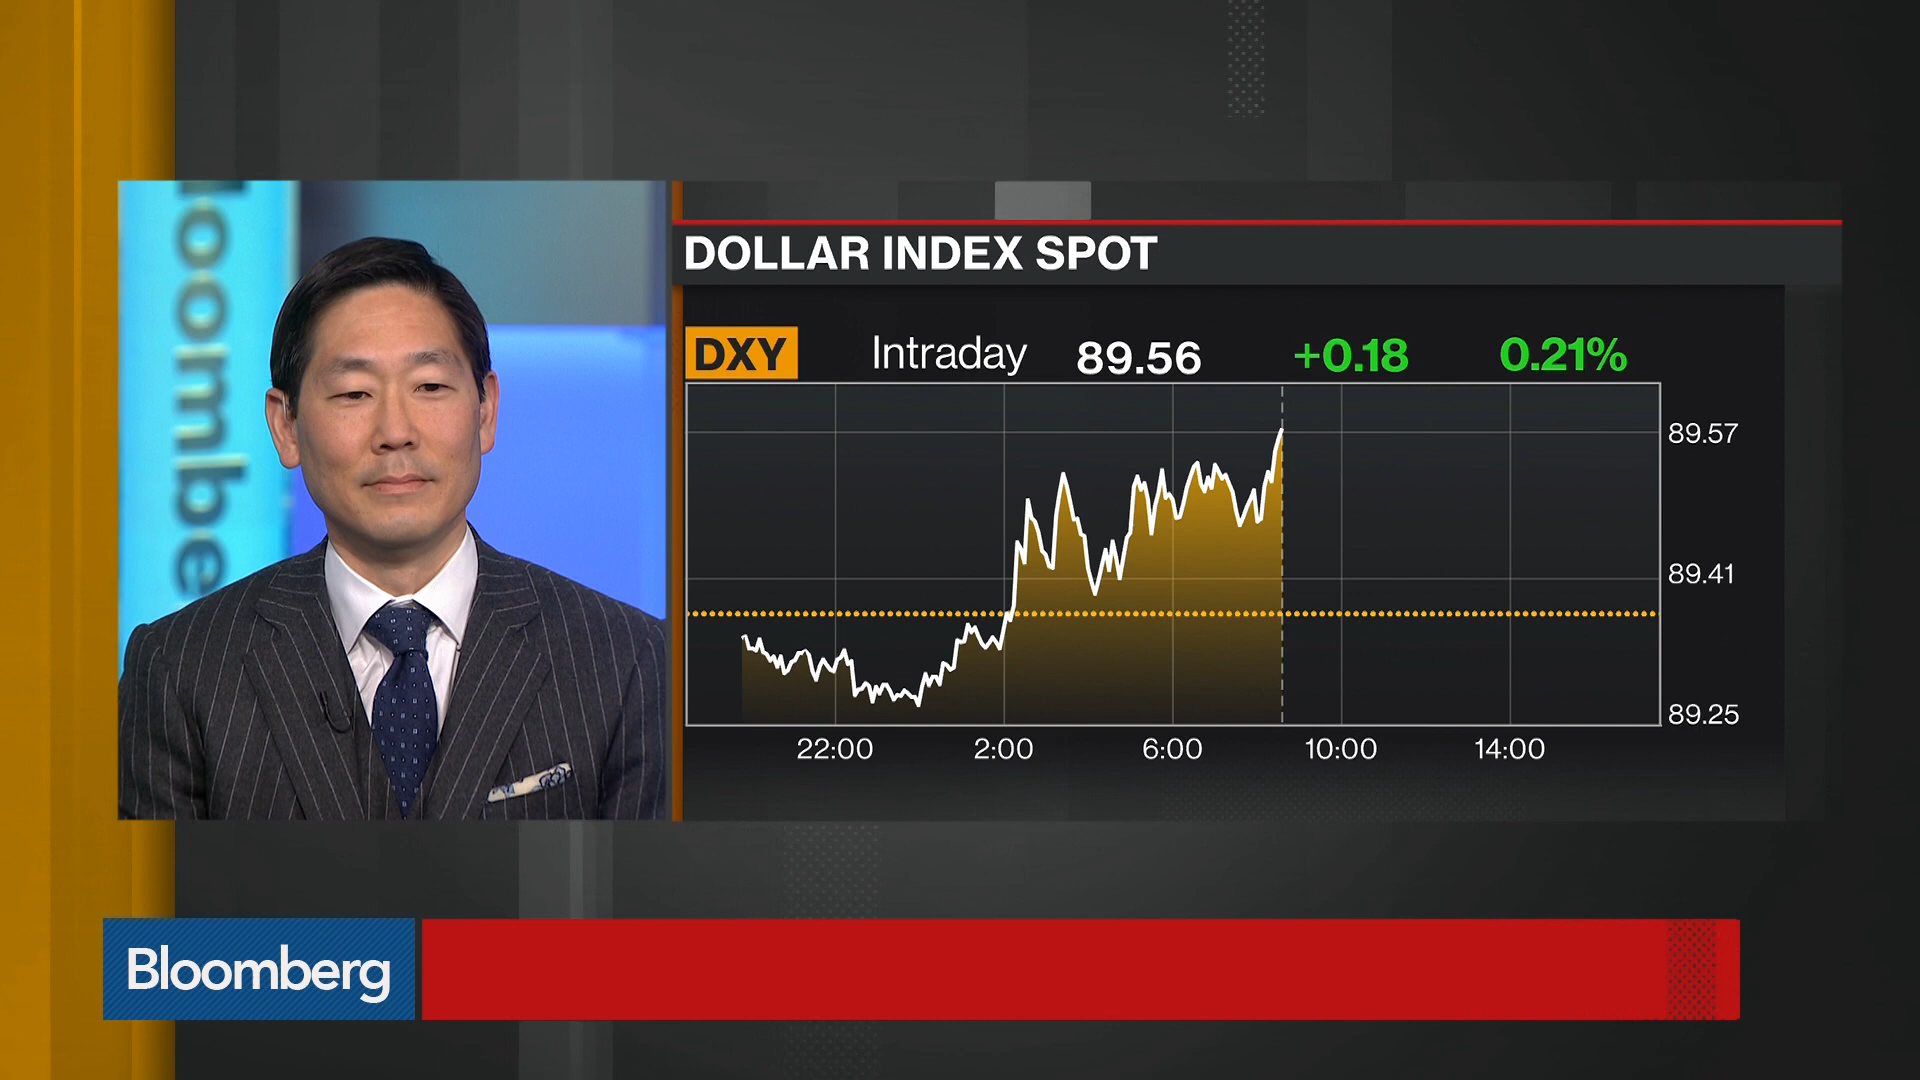 loombe
DOLLAR INDEX SPOT
DXY Intraday 89.56 +0.18 0.21%
89.57
89.41
89.25
22:00 2:00 6:00 10:00 14:00
Bloomberg